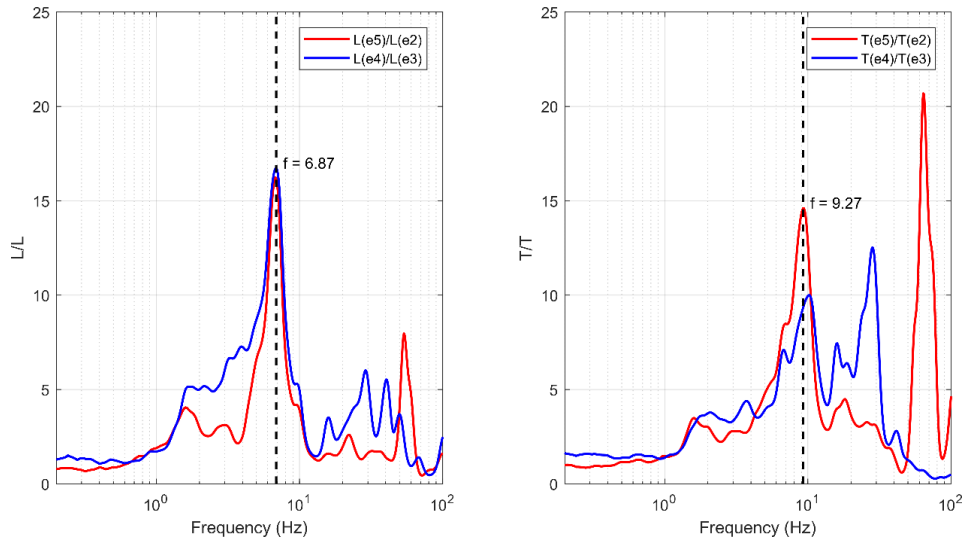 25
20
15
10
5
0
L/L
L(e5)/L(e2)
L(e4)/L(e3)
f = 6.87
10^0
10^1
10^2
Frequency (Hz)
25
20
15
10
5
0
T/T
T(e5)/T(e2)
T(e4)/T(e3)
f = 9.27
10^0
10^1
10^2
Frequency (Hz)